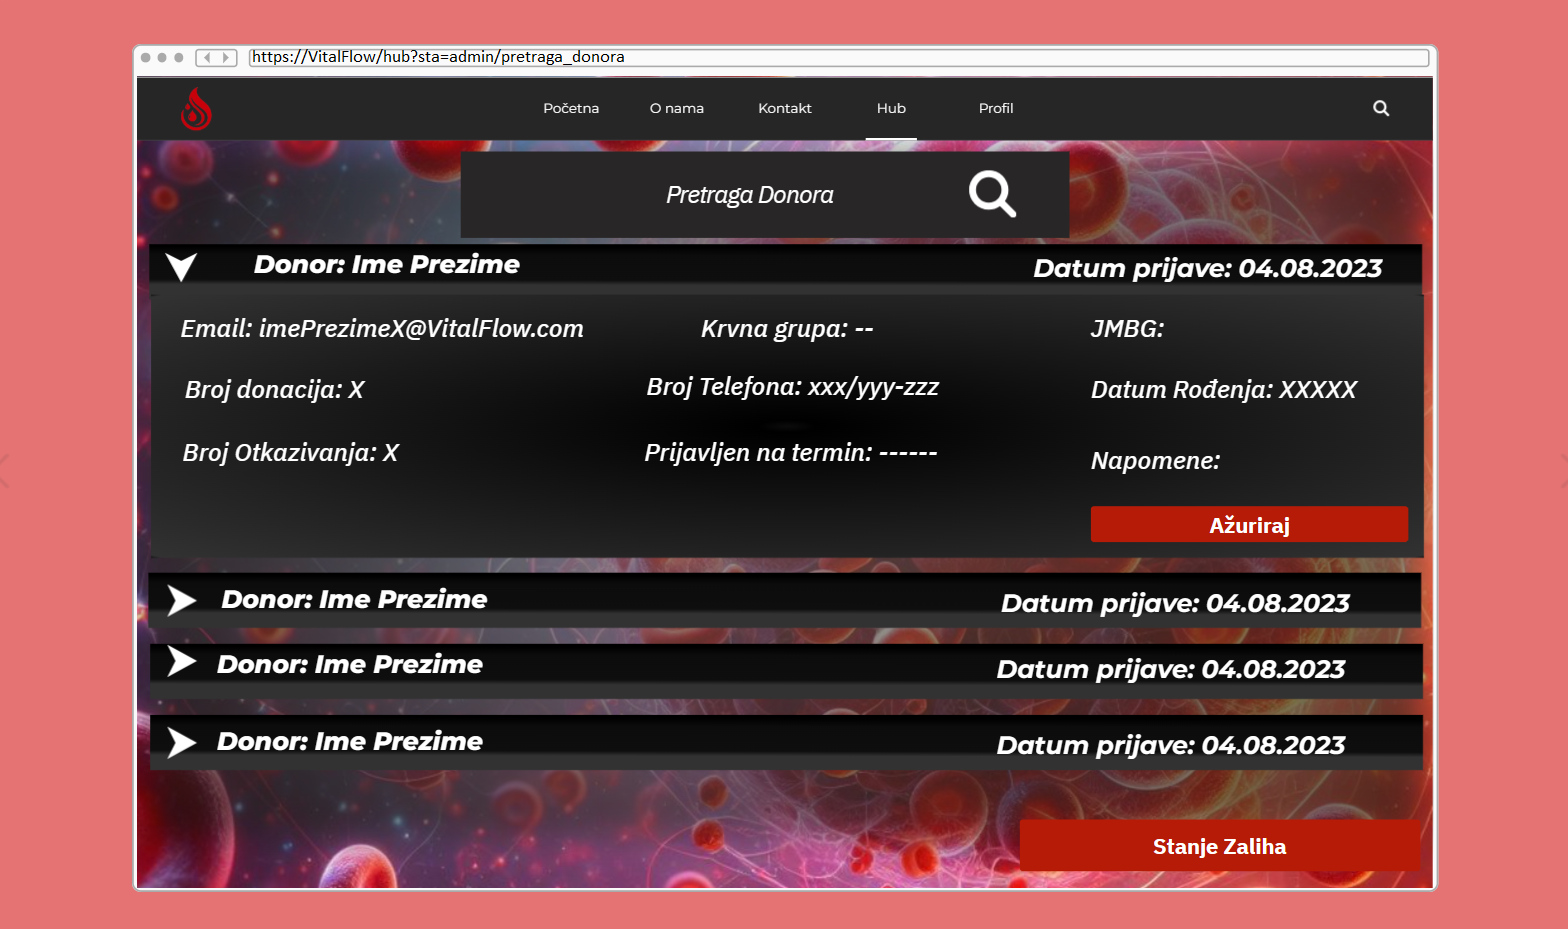 https://VitalFlow/hub?sta=admin/pretraga_donora
Početna O nama Kontakt Hub Profil
Pretraga Donora
Donor: Ime Prezime Datum prijave: 04.08.2023
Email: imePrezimeX@VitalFlow.com Krvna grupa: -- JMBG:
Broj donacija: X Broj Telefona: xxx/yyy-zzz Datum Rođenja: XXXXX
Broj Otkazivanja: X Prijavljen na termin: ------ Napomene:
Ažuriraj
Donor: Ime Prezime Datum prijave: 04.08.2023
Donor: Ime Prezime Datum prijave: 04.08.2023
Donor: Ime Prezime Datum prijave: 04.08.2023
Stanje Zaliha